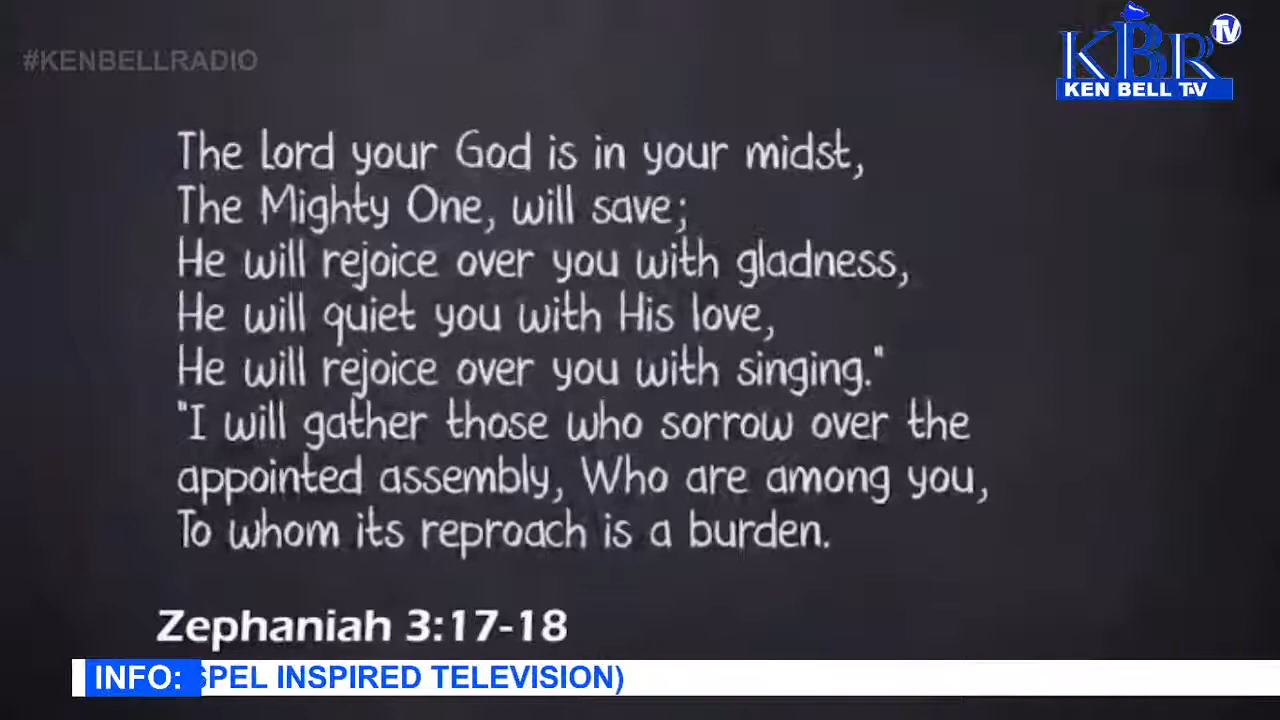 #KENBELLRADIO
KBR TV
KEN BELL TV
The Lord your God is in your midst,
The Mighty One, will save;
He will rejoice over you with gladness,
He will quiet you with His love,
He will rejoice over you with singing."
"I will gather those who sorrow over the
appointed assembly, Who are among you,
To whom its reproach is a burden.
Zephaniah 3:17-18
INFO: SPEL INSPIRED TELEVISION)